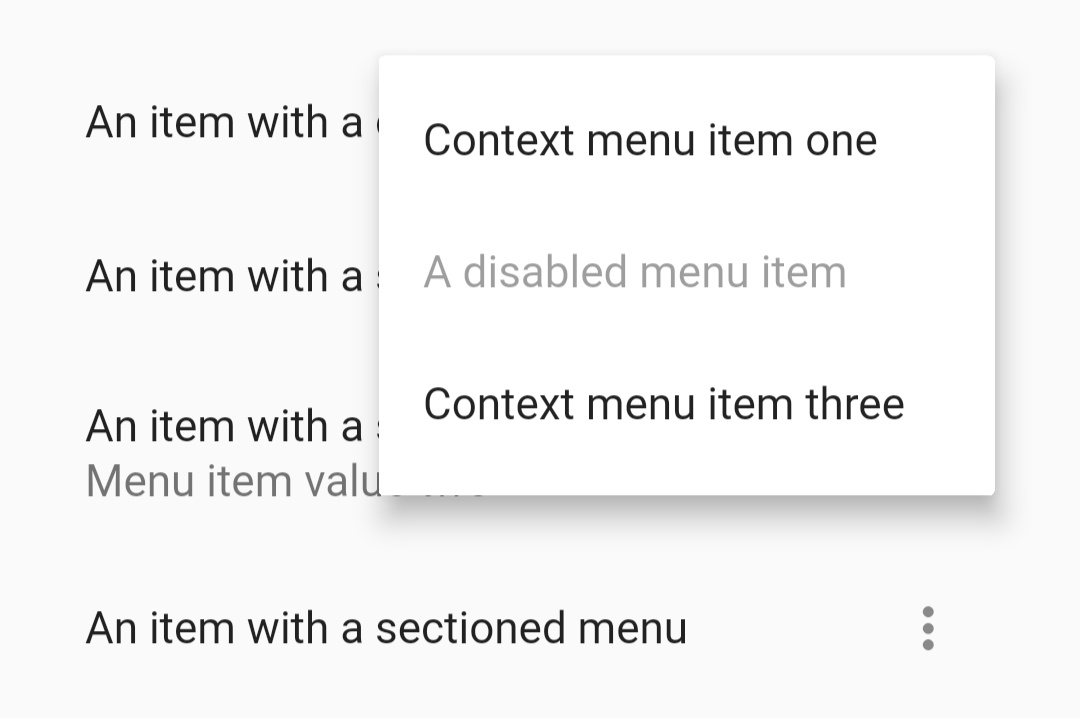 An item with a
Context menu item one
An item with a
A disabled menu item
An item with a
Context menu item three
Menu item
An item with a sectioned menu